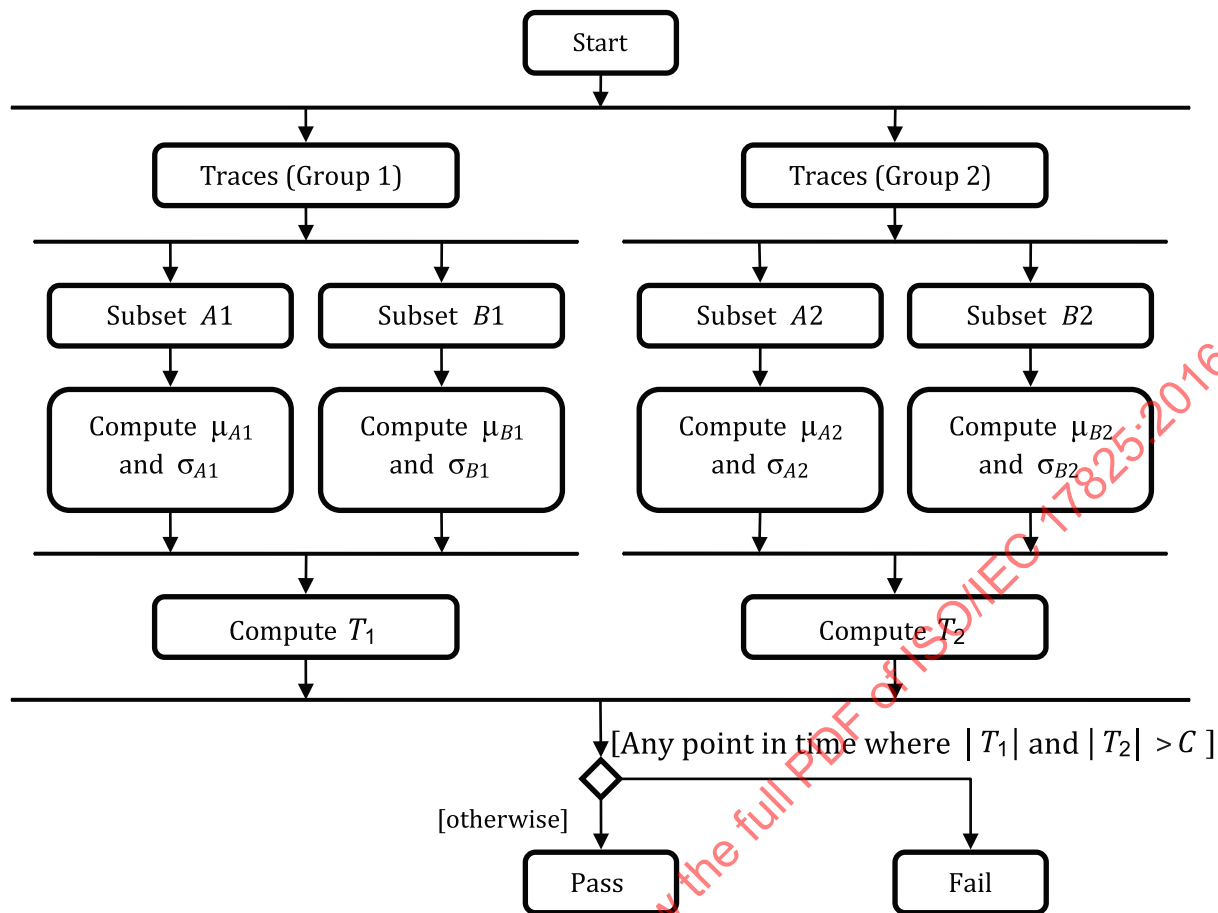 Start
Traces (Group 1)
Traces (Group 2)
Subset A1
Subset B1
Subset A2
Subset B2
Compute μA1
and σA1
Compute μB1
and σB1
Compute μA2
and σA2
Compute μB2
and σB2
Compute T1
Compute T2
[Any point in time where |T1| and |T2| > C ]
[otherwise]
Pass
Fail
w the full PDF of ISO/IEC 17825:2016